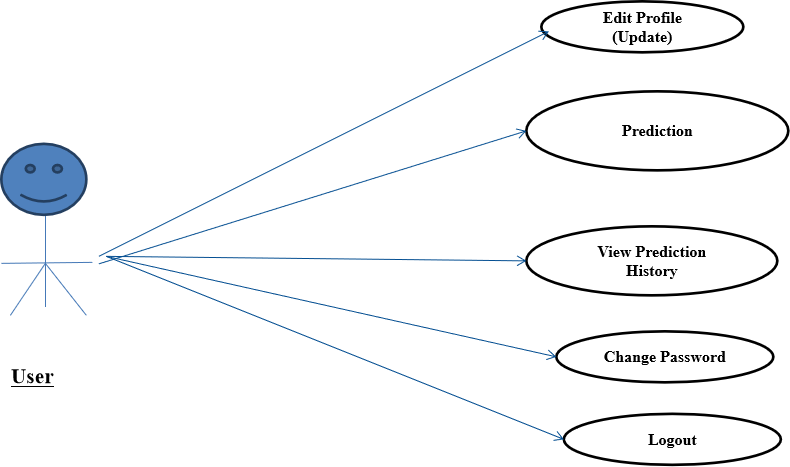 Edit Profile
(Update)
Prediction
View Prediction
History
Change Password
User
Logout